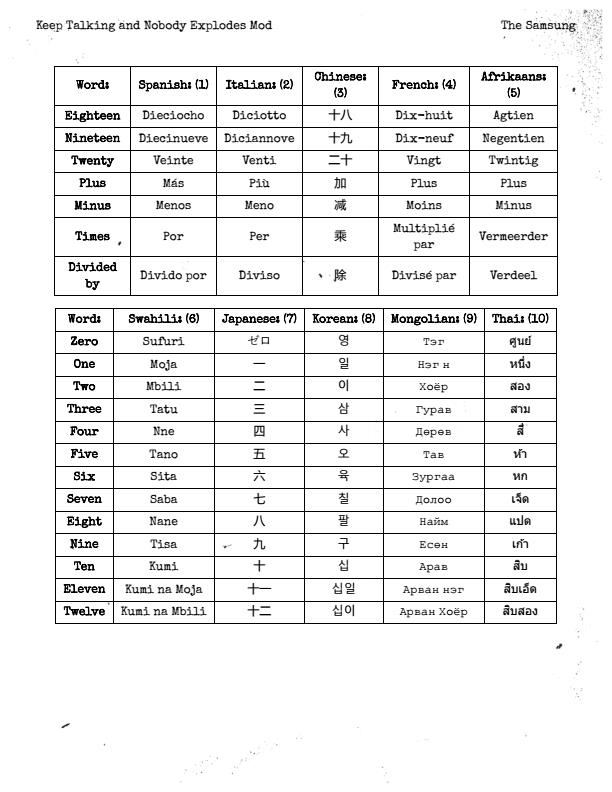 Keep Talking and Nobody Explodes Mod The Samsung
Word: Spanish: (1) Italian: (2) Chinese: (3) French: (4) Afrikaans: (5)
Eighteen Dieciocho Diciotto 十八 Dix-huit Agtien
Nineteen Diecinueve Diciannove 十九 Dix-neuf Negentien
Twenty Veinte Venti 二十 Vingt Twintig
Plus Más Più 加 Plus Plus
Minus Menos Meno 减 Moins Minus
Times Por Per 乘 Multiplié par Vermeerder
Divided by Divido por Diviso 除 Divisé par Verdeel
Word: Swahili: (6) Japanese: (7) Korean: (8) Mongolian: (9) Thai: (10)
Zero Sufuri ゼロ 영 Тэг ศูนย์
One Moja 一 일 Нэг н หนึ่ง
Two Mbili 二 이 Хоёр สอง
Three Tatu 三 삼 Гурав สาม
Four Nne 四 사 Дөрөв สี่
Five Tano 五 오 Тав ห้า
Six Sita 六 육 Зургаа หก
Seven Saba 七 칠 Долоо เจ็ด
Eight Nane 八 팔 Найм แปด
Nine Tisa 九 구 Есөн เก้า
Ten Kumi 十 십 Арав สิบ
Eleven Kumi na Moja 十一 십일 Арван нэг สิบเอ็ด
Twelve Kumi na Mbili 十二 십이 Арван Хоёр สิบสอง